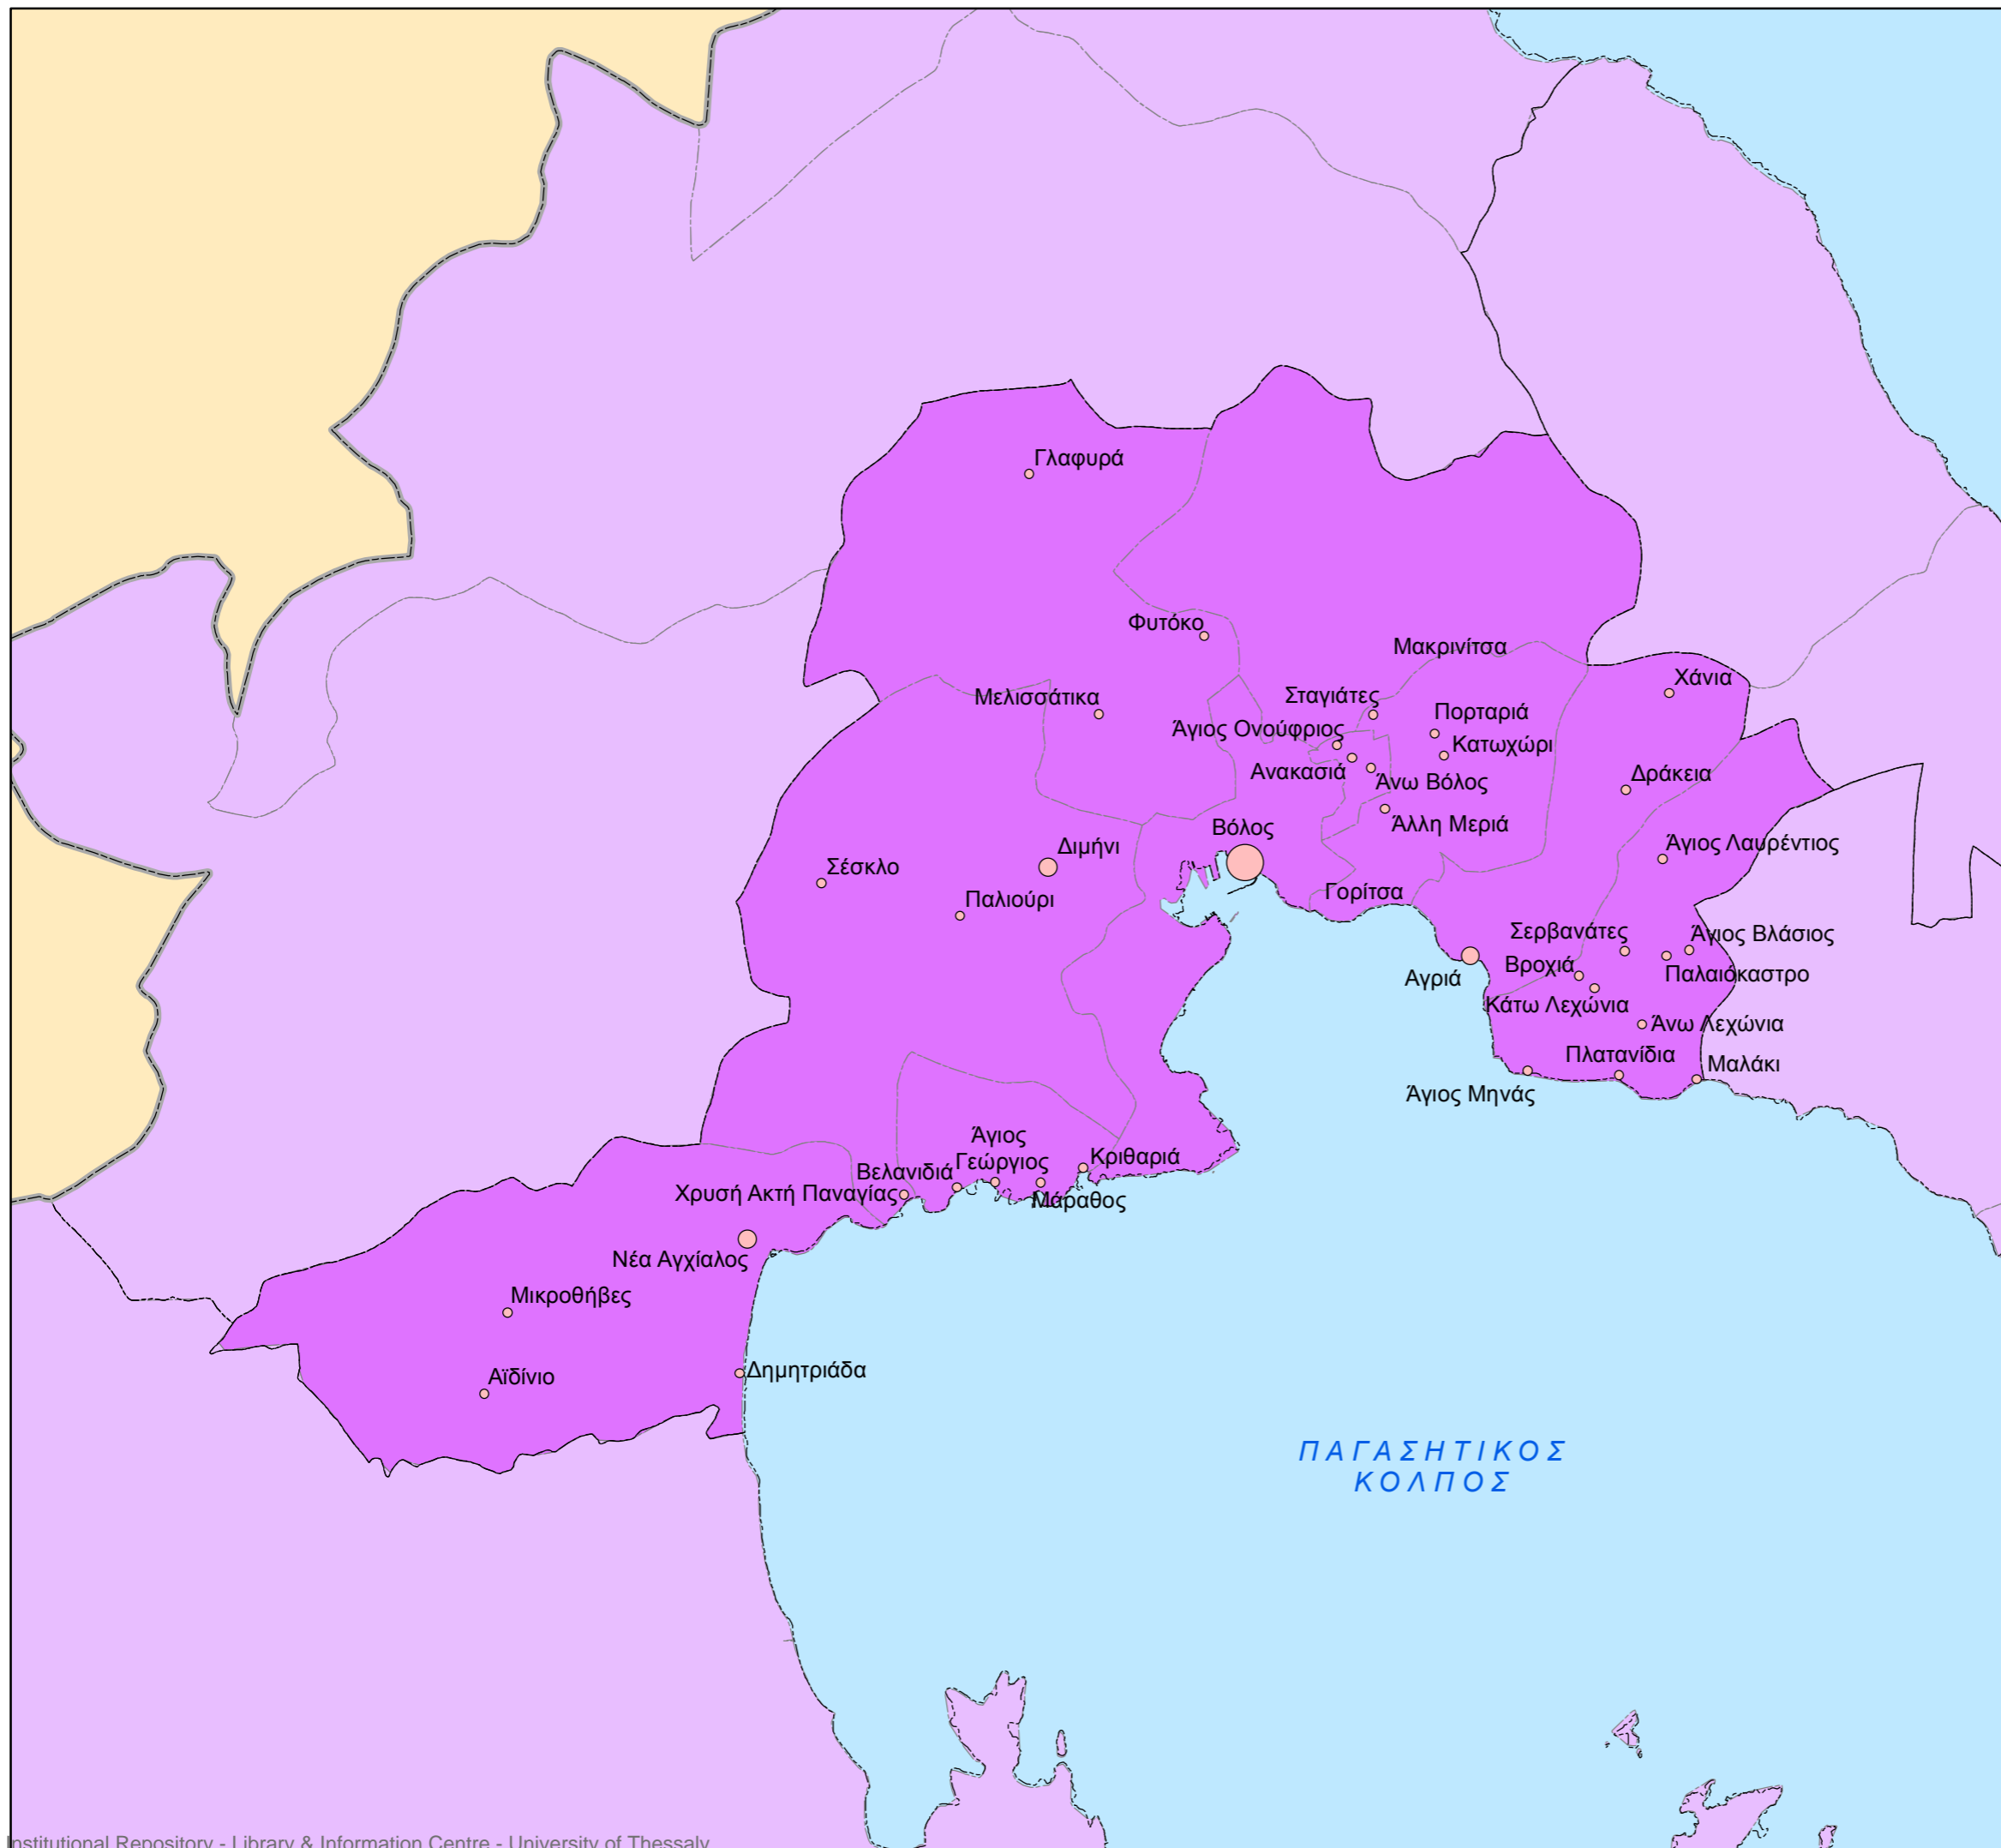 Γλαφυρά
Φυτόκο
Μακρινίτσα
Χάνια
Μελισσάτικα
Σταγιάτες
Πορταριά
Άγιος Ονούφριος
Κατωχώρι
Ανακασιά
Άνω Βόλος
Δράκεια
Άλλη Μεριά
Βόλος
Διμήνι
Άγιος Λαυρέντιος
Σέσκλο
Παλιούρι
Γορίτσα
Σερβανάτες
Άγιος Βλάσιος
Βροχιά
Παλαιόκαστρο
Αγριά
Κάτω Λεχώνια
Άνω Λεχώνια
Πλατανίδια
Μαλάκι
Άγιος Μηνάς
Άγιος
Γεώργιος
Κριθαριά
Βελανιδιά
Χρυσή Ακτή Παναγίας
Μάραθος
Νέα Αγχίαλος
Μικροθήβες
Δημητριάδα
Αϊδίνιο
ΠΑΓΑΣΗΤΙΚΟΣ
ΚΟΛΠΟΣ
Institutional Repository - Library & Information Centre - University of Thessaly